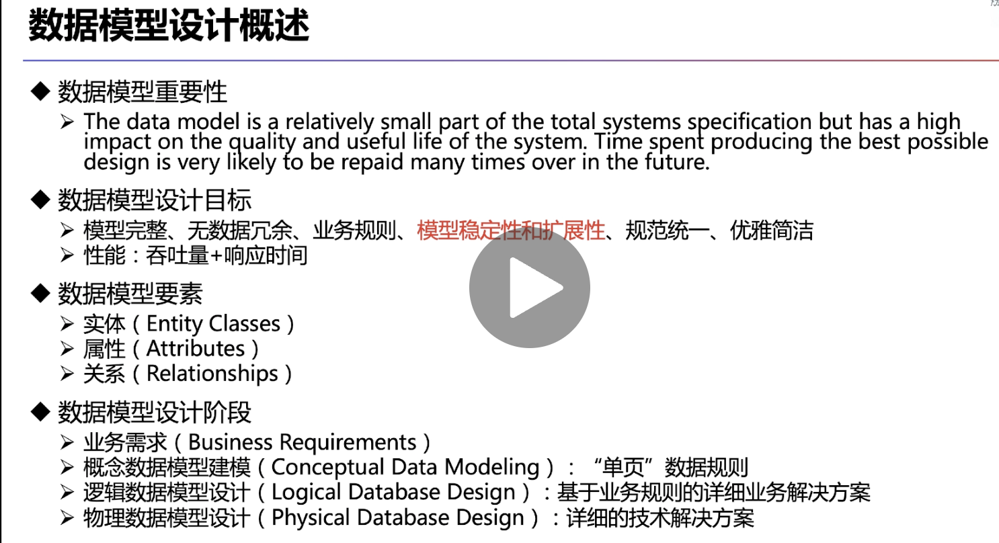 数据模型设计概述
◆ 数据模型重要性
➢ The data model is a relatively small part of the total systems specification but has a high
impact on the quality and useful life of the system. Time spent producing the best possible
design is very likely to be repaid many times over in the future.
◆ 数据模型设计目标
➢ 模型完整、无数据冗余、业务规则、模型稳定性和扩展性、规范统一、优雅简洁
➢ 性能：吞吐量+响应时间
◆ 数据模型要素
➢ 实体（Entity Classes）
➢ 属性（Attributes）
➢ 关系（Relationships）
◆ 数据模型设计阶段
➢ 业务需求（Business Requirements）
➢ 概念数据模型建模（Conceptual Data Modeling）：“单页”数据规则
➢ 逻辑数据模型设计（Logical Database Design）：基于业务规则的详细业务解决方案
➢ 物理数据模型设计（Physical Database Design）：详细的技术解决方案